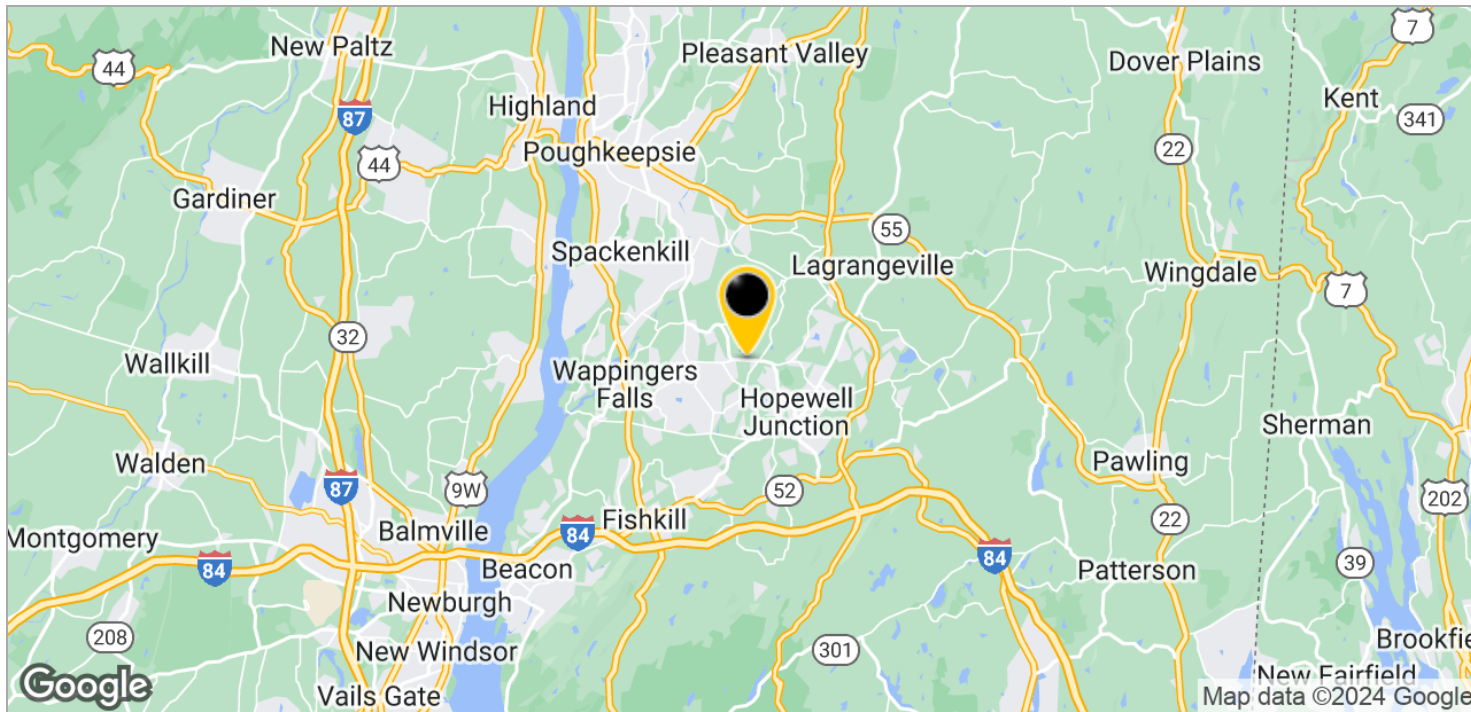 New Paltz
Pleasant Valley
7
44
Dover Plains
Kent
Highland
87
341
Poughkeepsie
22
44
Gardiner
55
Spackenkill
Lagrangeville
Wingdale
7
32
Wallkill
Wappingers
Falls
Hopewell
Junction
Sherman
Walden
Pawling
87
9W
52
202
Fishkill
22
Balmville
84
Montgomery
84
84
39
Beacon
Patterson
Newburgh
208
Brookfie
New Windsor
301
New Fairfield
Google
Vails Gate
Map data ©2024 Google